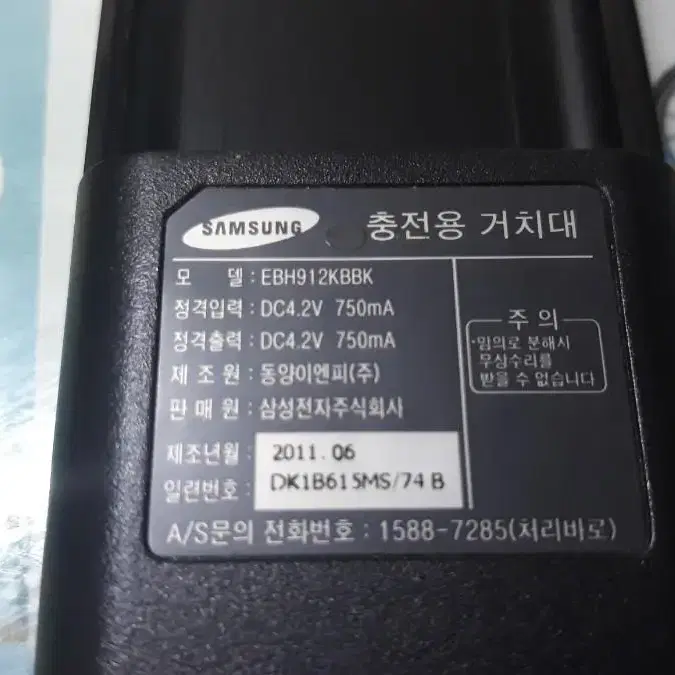 SAMSUNG 충전용 거치대
모 델 : EBH912KBBK
정격입력 : DC4.2V 750mA
정격출력 : DC4.2V 750mA
제 조 원 : 동양이엔피(주)
판 매 원 : 삼성전자주식회사
주 의
·임의로 분해시
무상수리를
받을 수 없습니다
제조년월 : 2011.06
일련번호 : DK1B615MS/74 B
A/S문의 전화번호 : 1588-7285(처리바로)